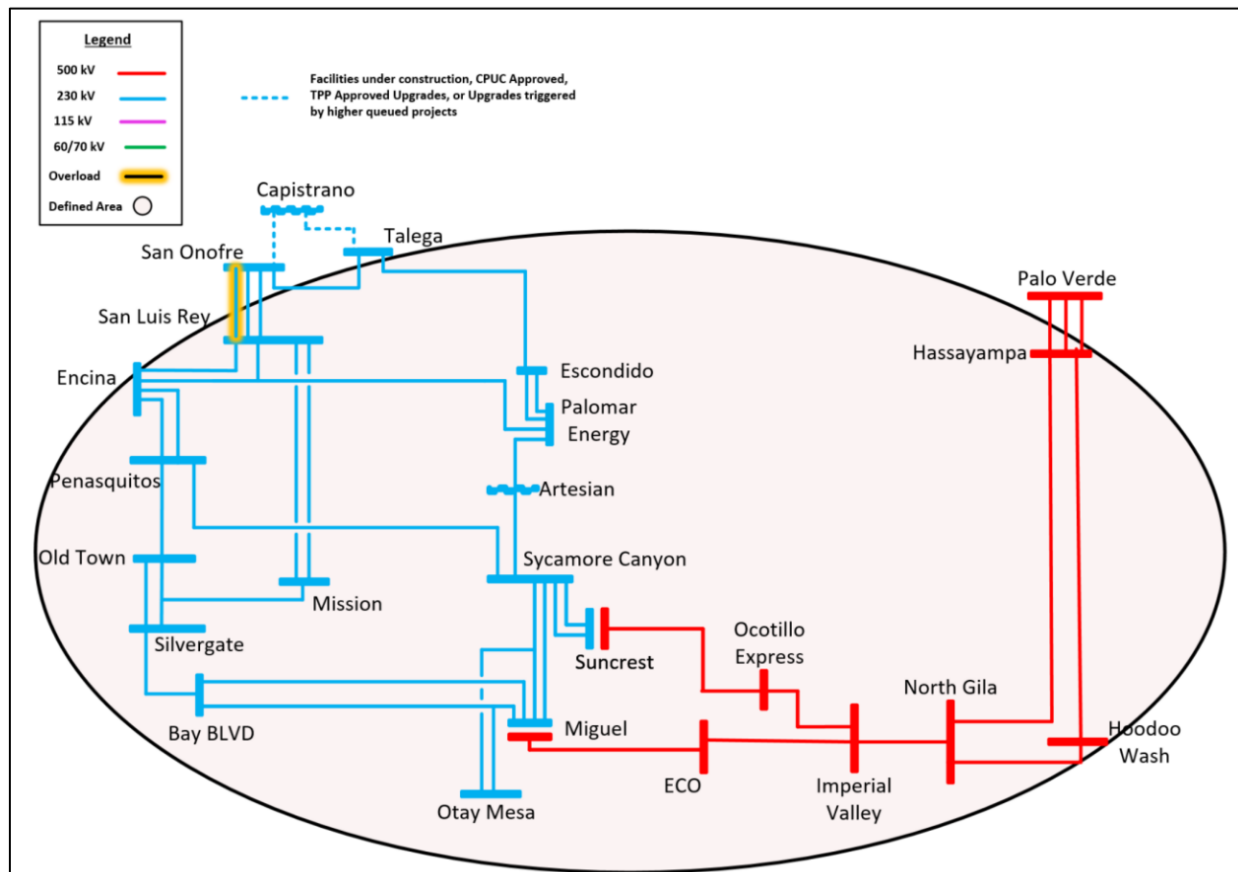 Legend
500 kV
230 kV
115 kV
60/70 kV
Overload
Defined Area
Facilities under construction, CPUC Approved,
TPP Approved Upgrades, or Upgrades triggered
by higher queued projects
Capistrano
Talega
San Onofre
San Luis Rey
Palo Verde
Hassayampa
Encina
Escondido
Palomar
Energy
Penasquitos
Artesian
Old Town
Sycamore Canyon
Mission
Silvergate
Suncrest
Ocotillo
Express
North Gila
Bay BLVD
Miguel
Hoodoo
Wash
ECO
Imperial
Valley
Otay Mesa